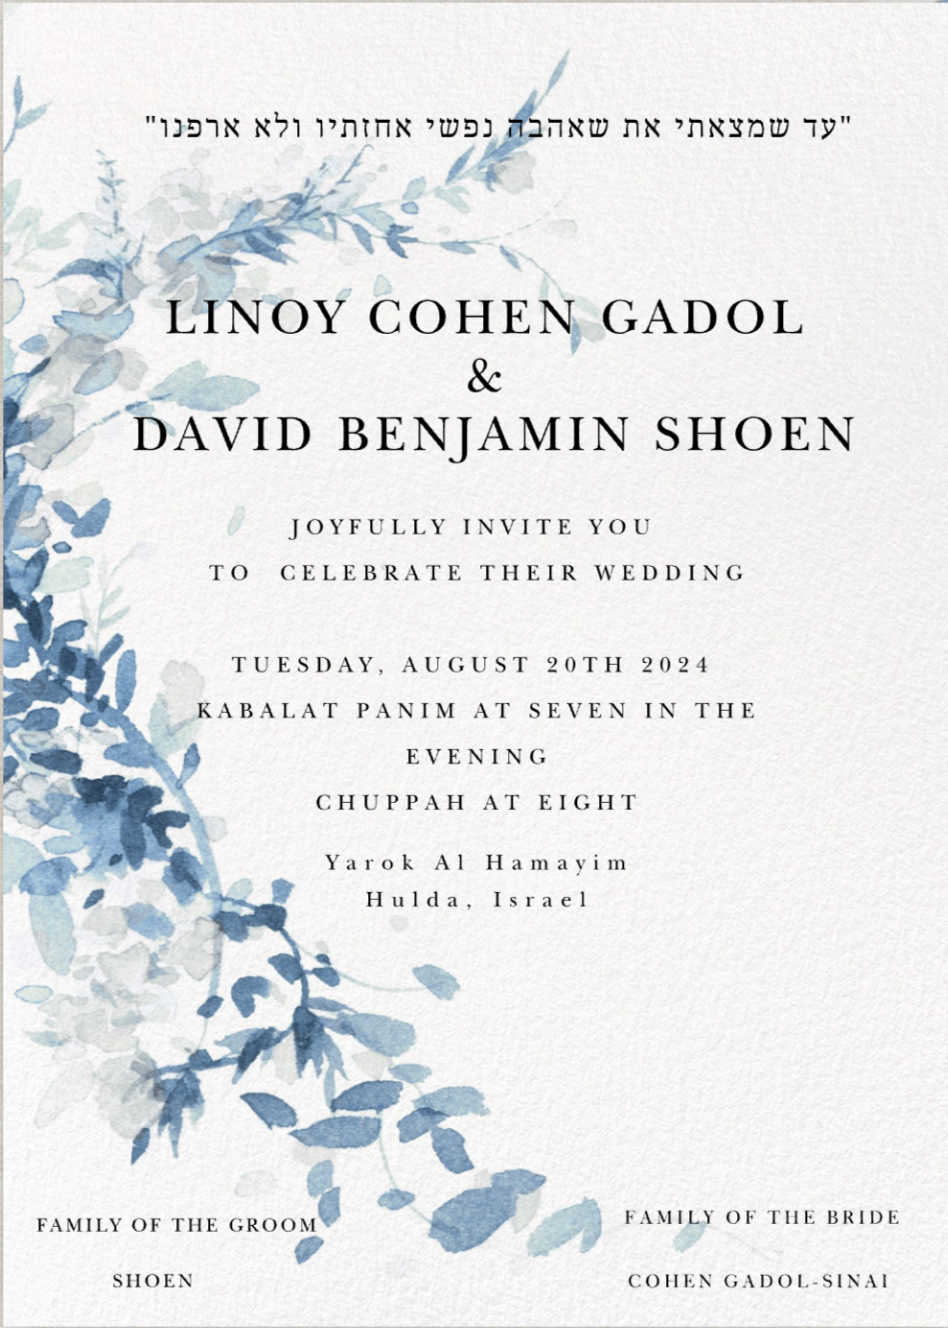 "עד שמצאתי את שאהבה נפשי אחזתיו ולא ארפנו"
LINOY COHEN GADOL
&
DAVID BENJAMIN SHOEN
JOYFULLY INVITE YOU
TO CELEBRATE THEIR WEDDING
TUESDAY, AUGUST 20TH 2024
KABALAT PANIM AT SEVEN IN THE
EVENING
CHUPPAH AT EIGHT
Yarok Al Hamayim
Hulda, Israel
FAMILY OF THE GROOM
SHOEN
FAMILY OF THE BRIDE
COHEN GADOL-SINAI